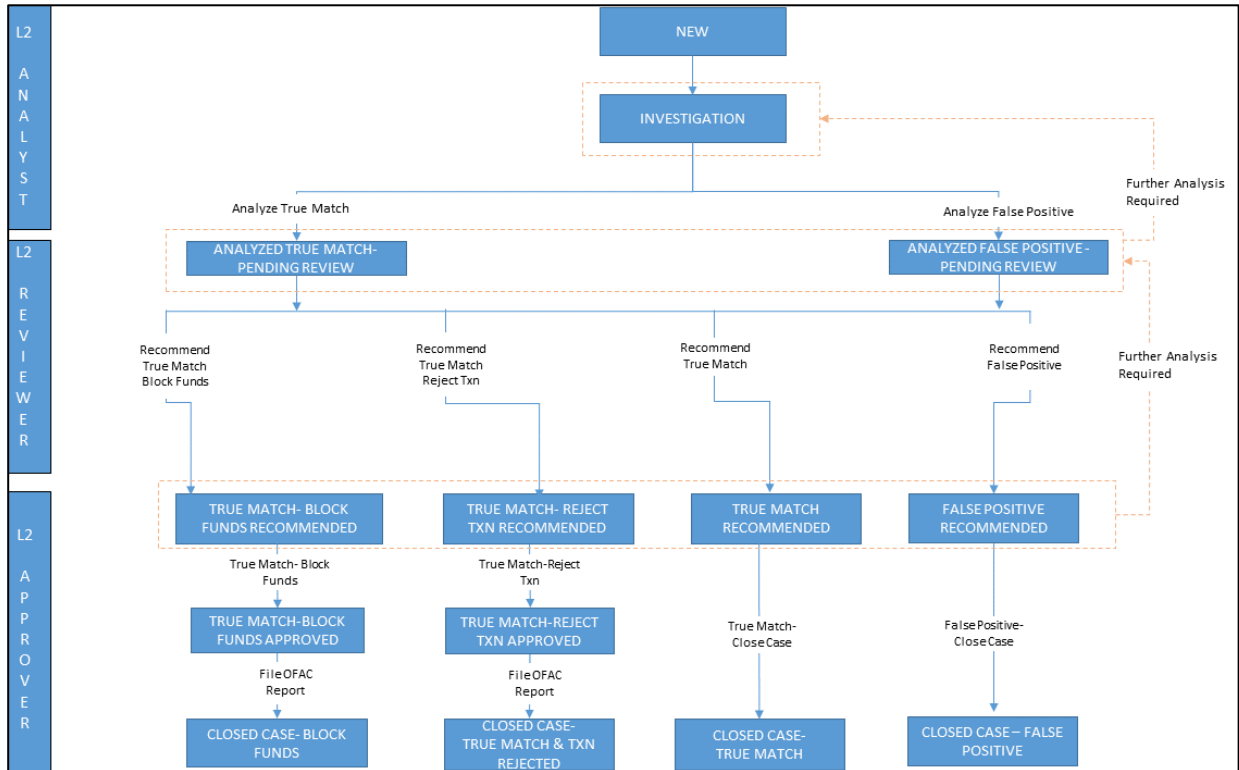 L2
A
N
A
L
Y
S
T
NEW
INVESTIGATION
Further Analysis
Required
Analyze True Match
Analyze False Positive
L2
R
E
V
I
E
W
E
R
ANALYZED TRUE MATCH-
PENDING REVIEW
ANALYZED FALSE POSITIVE -
PENDING REVIEW
Recommend
True Match
Block Funds
Recommend
True Match
Reject Txn
Recommend
True Match
Recommend
False Positive
Further Analysis
Required
L2
A
P
P
R
O
V
E
R
TRUE MATCH- BLOCK
FUNDS RECOMMENDED
TRUE MATCH- REJECT
TXN RECOMMENDED
TRUE MATCH
RECOMMENDED
FALSE POSITIVE
RECOMMENDED
True Match- Block
Funds
True Match-Reject
Txn
TRUE MATCH-BLOCK
FUNDS APPROVED
TRUE MATCH-REJECT
TXN APPROVED
True Match-
Close Case
False Positive-
Close Case
File OFAC
Report
File OFAC
Report
CLOSED CASE- BLOCK
FUNDS
CLOSED CASE-
TRUE MATCH & TXN
REJECTED
CLOSED CASE-
TRUE MATCH
CLOSED CASE – FALSE
POSITIVE